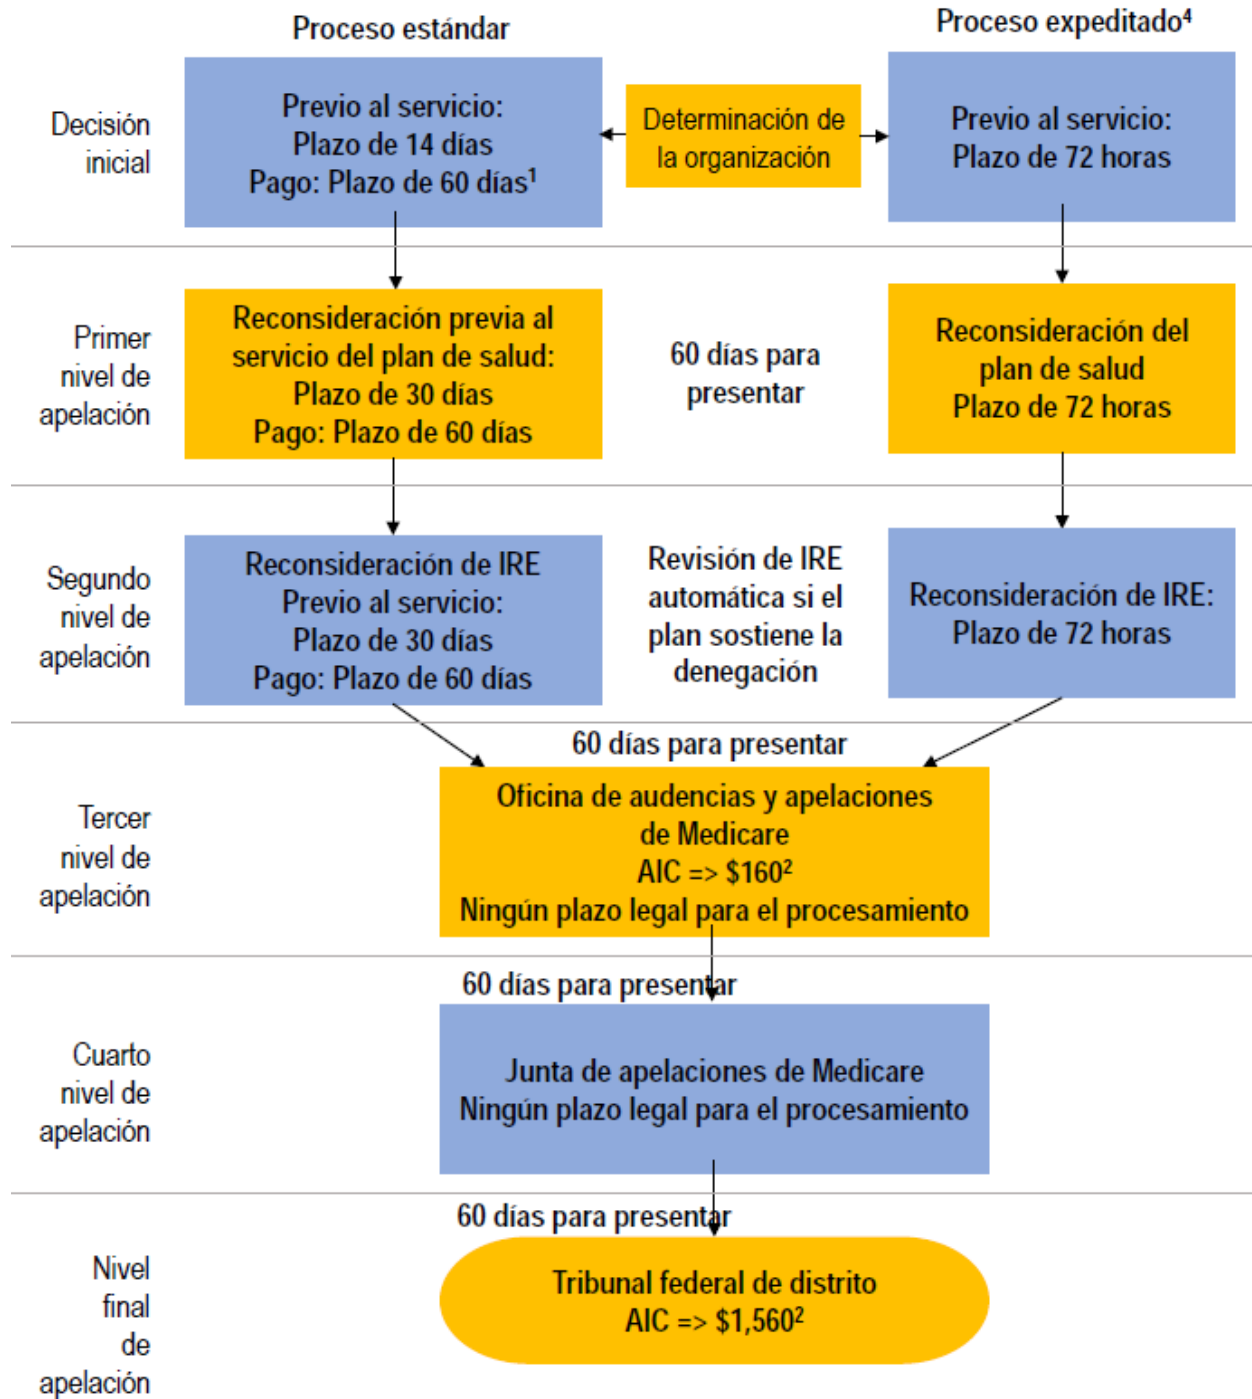 Proceso estándar
Proceso expeditado⁴
Decisión
inicial
Previo al servicio:
Plazo de 14 días
Pago: Plazo de 60 días¹
Determinación de
la organización
Previo al servicio:
Plazo de 72 horas
Primer
nivel de
apelación
Reconsideración previa al
servicio del plan de salud:
Plazo de 30 días
Pago: Plazo de 60 días
60 días para
presentar
Reconsideración del
plan de salud
Plazo de 72 horas
Segundo
nivel de
apelación
Reconsideración de IRE
Previo al servicio:
Plazo de 30 días
Pago: Plazo de 60 días
Revisión de IRE
automática si el
plan sostiene la
denegación
Reconsideración de IRE:
Plazo de 72 horas
60 días para presentar
Tercer
nivel de
apelación
Oficina de audencias y apelaciones
de Medicare
AIC => $160²
Ningún plazo legal para el procesamiento
60 días para presentar
Cuarto
nivel de
apelación
Junta de apelaciones de Medicare
Ningún plazo legal para el procesamiento
60 días para presentar
Nivel
final
de
apelación
Tribunal federal de distrito
AIC => $1,560²